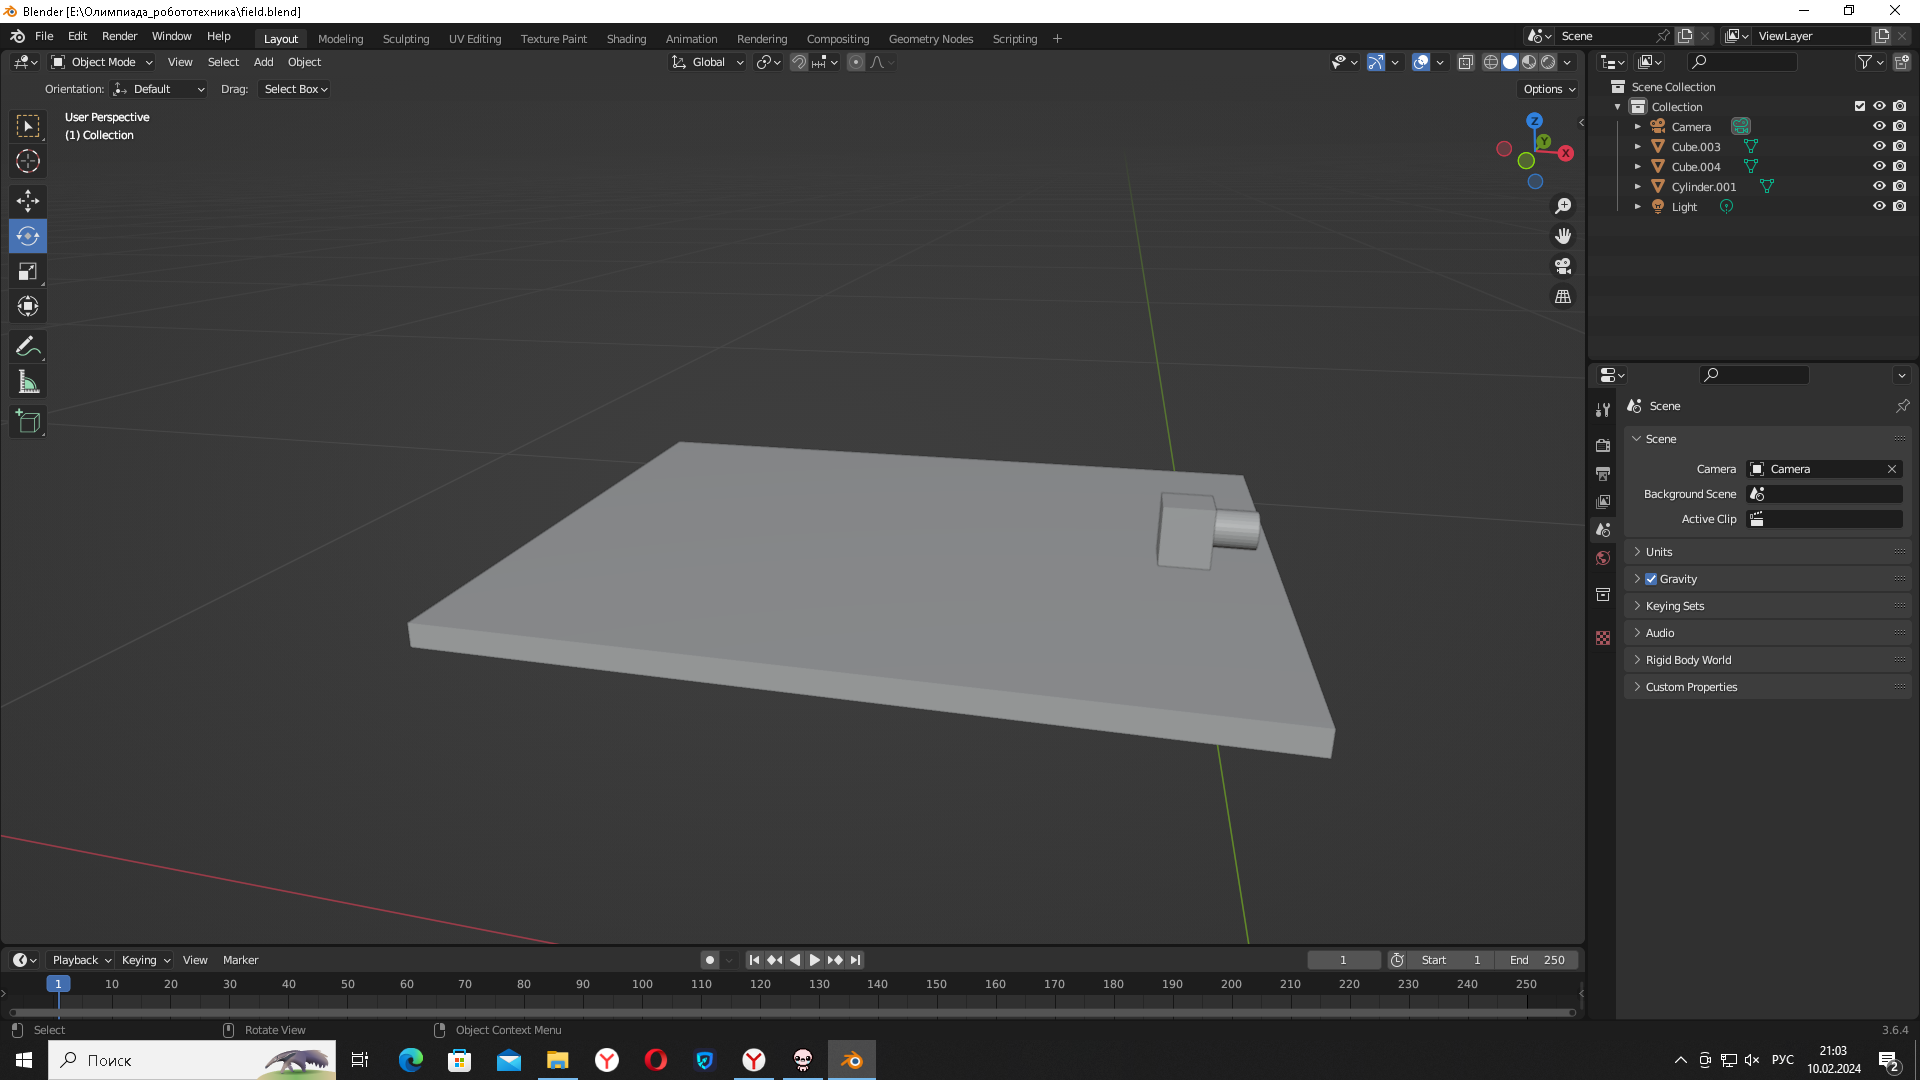 Blender [E:\Олимпиада_робототехника\field.blend]
File Edit Render Window Help Layout Modeling Sculpting UV Editing Texture Paint Shading Animation Rendering Compositing Geometry Nodes Scripting + Scene ViewLayer
Object Mode View Select Add Object Global
Orientation: Default Drag: Select Box Options
User Perspective
(1) Collection
Z
Y
X
Scene Collection
Collection
Camera
Cube.003
Cube.004
Cylinder.001
Light
Scene
Scene
Camera Camera
Background Scene
Active Clip
Units
Gravity
Keying Sets
Audio
Rigid Body World
Custom Properties
Playback Keying View Marker 1 Start 1 End 250
1 10 20 30 40 50 60 70 80 90 100 110 120 130 140 150 160 170 180 190 200 210 220 230 240 250
Select Rotate View Object Context Menu 3.6.4
Поиск РУС 21:03
10.02.2024
2